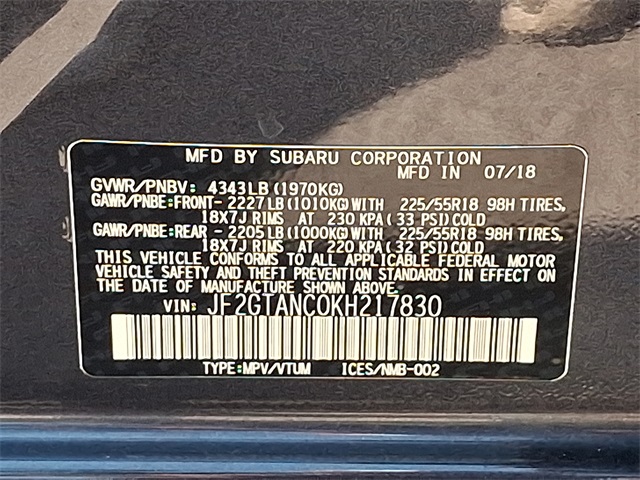 MFD BY SUBARU CORPORATION
MFD IN 07/18
GVWR/PNBV: 4343LB(1970KG)
GAWR/PNBE:FRONT-2227LB(1010KG)WITH 225/55R18 98H TIRES,
18X7J RIMS AT 230 KPA(33 PSI)COLD
GAWR/PNBE:REAR -2205LB(1000KG)WITH 225/55R18 98H TIRES,
18X7J RIMS AT 220 KPA(32 PSI)COLD
THIS VEHICLE CONFORMS TO ALL APPLICABLE FEDERAL MOTOR
VEHICLE SAFETY AND THEFT PREVENTION STANDARDS IN EFFECT ON
THE DATE OF MANUFACTURE SHOWN ABOVE.
VIN: JF2GTANC0KH217830
TYPE:MPV/VTUM ICES/NMB-002